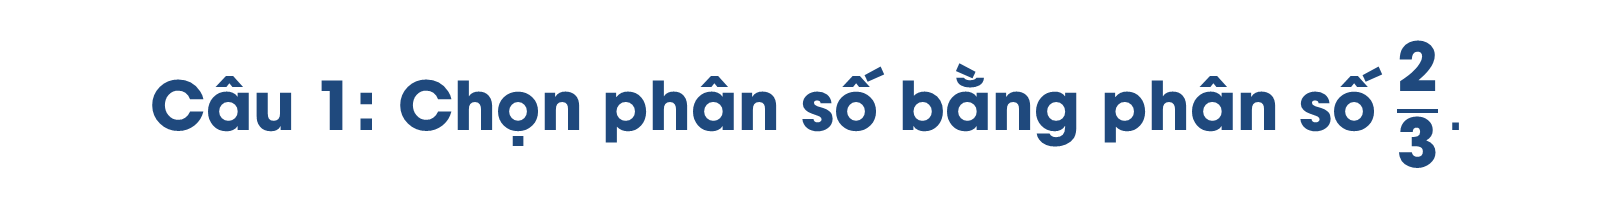 Câu 1: Chọn phân số bằng phân số 2/3.